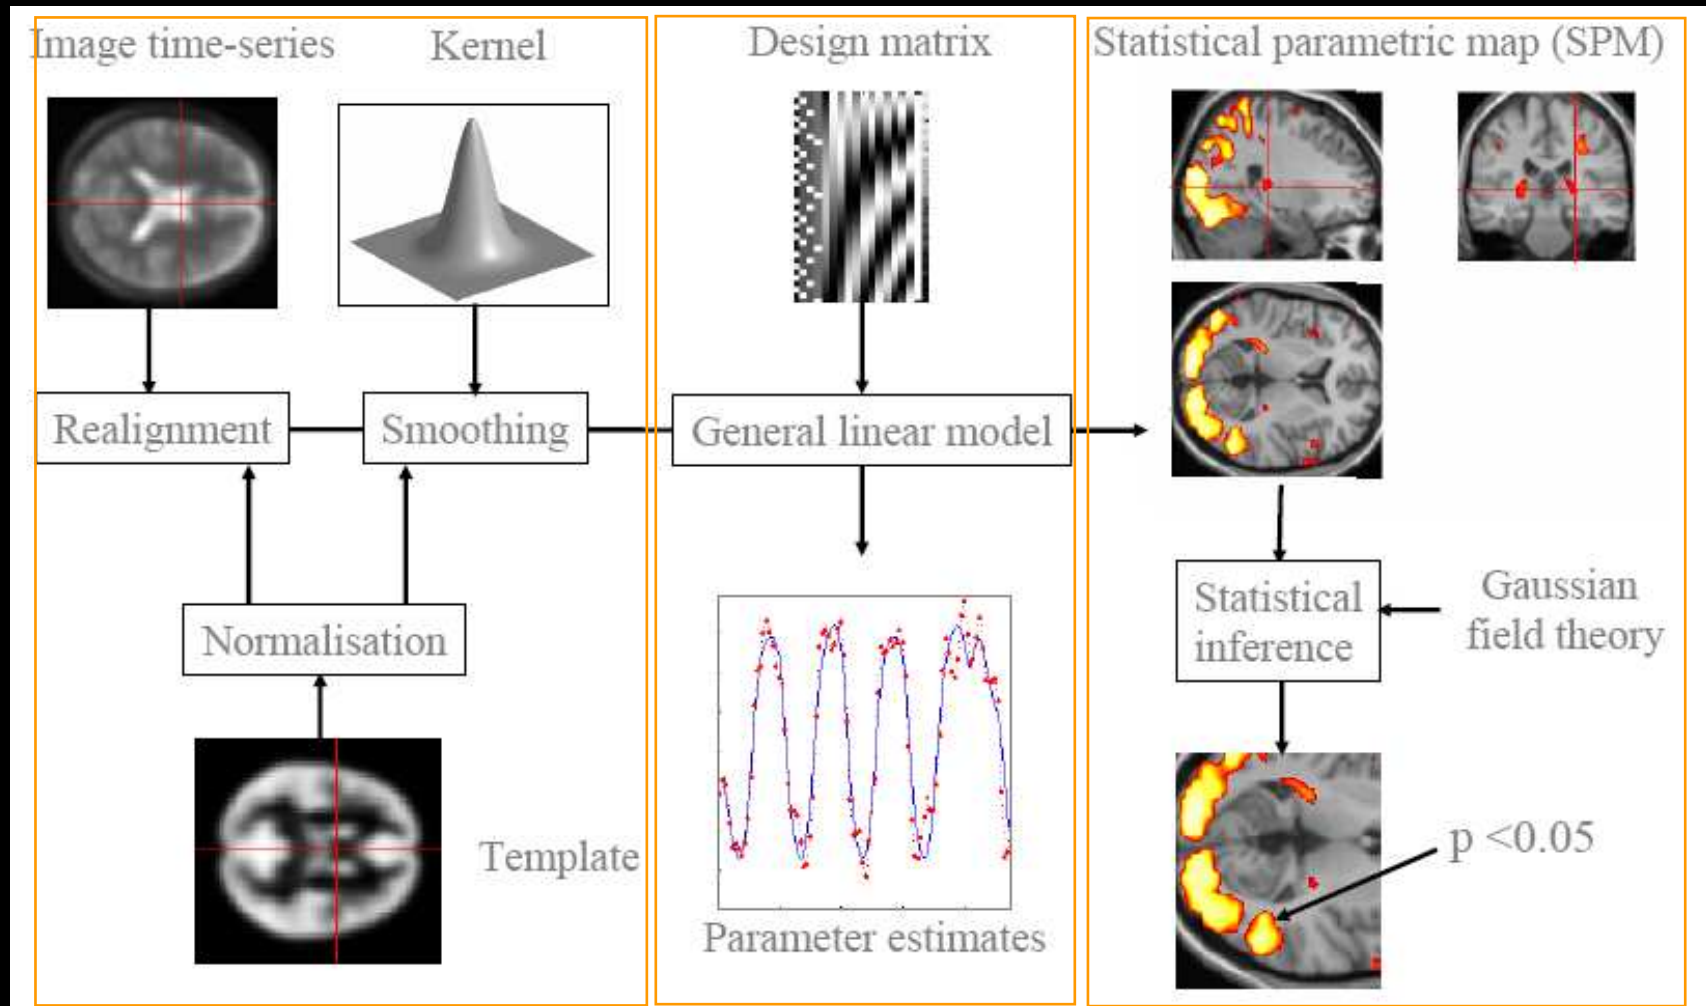 Image time-series
Kernel
Design matrix
Statistical parametric map (SPM)
Realignment
Smoothing
General linear model
Normalisation
Statistical
inference
Gaussian
field theory
Template
p <0.05
Parameter estimates